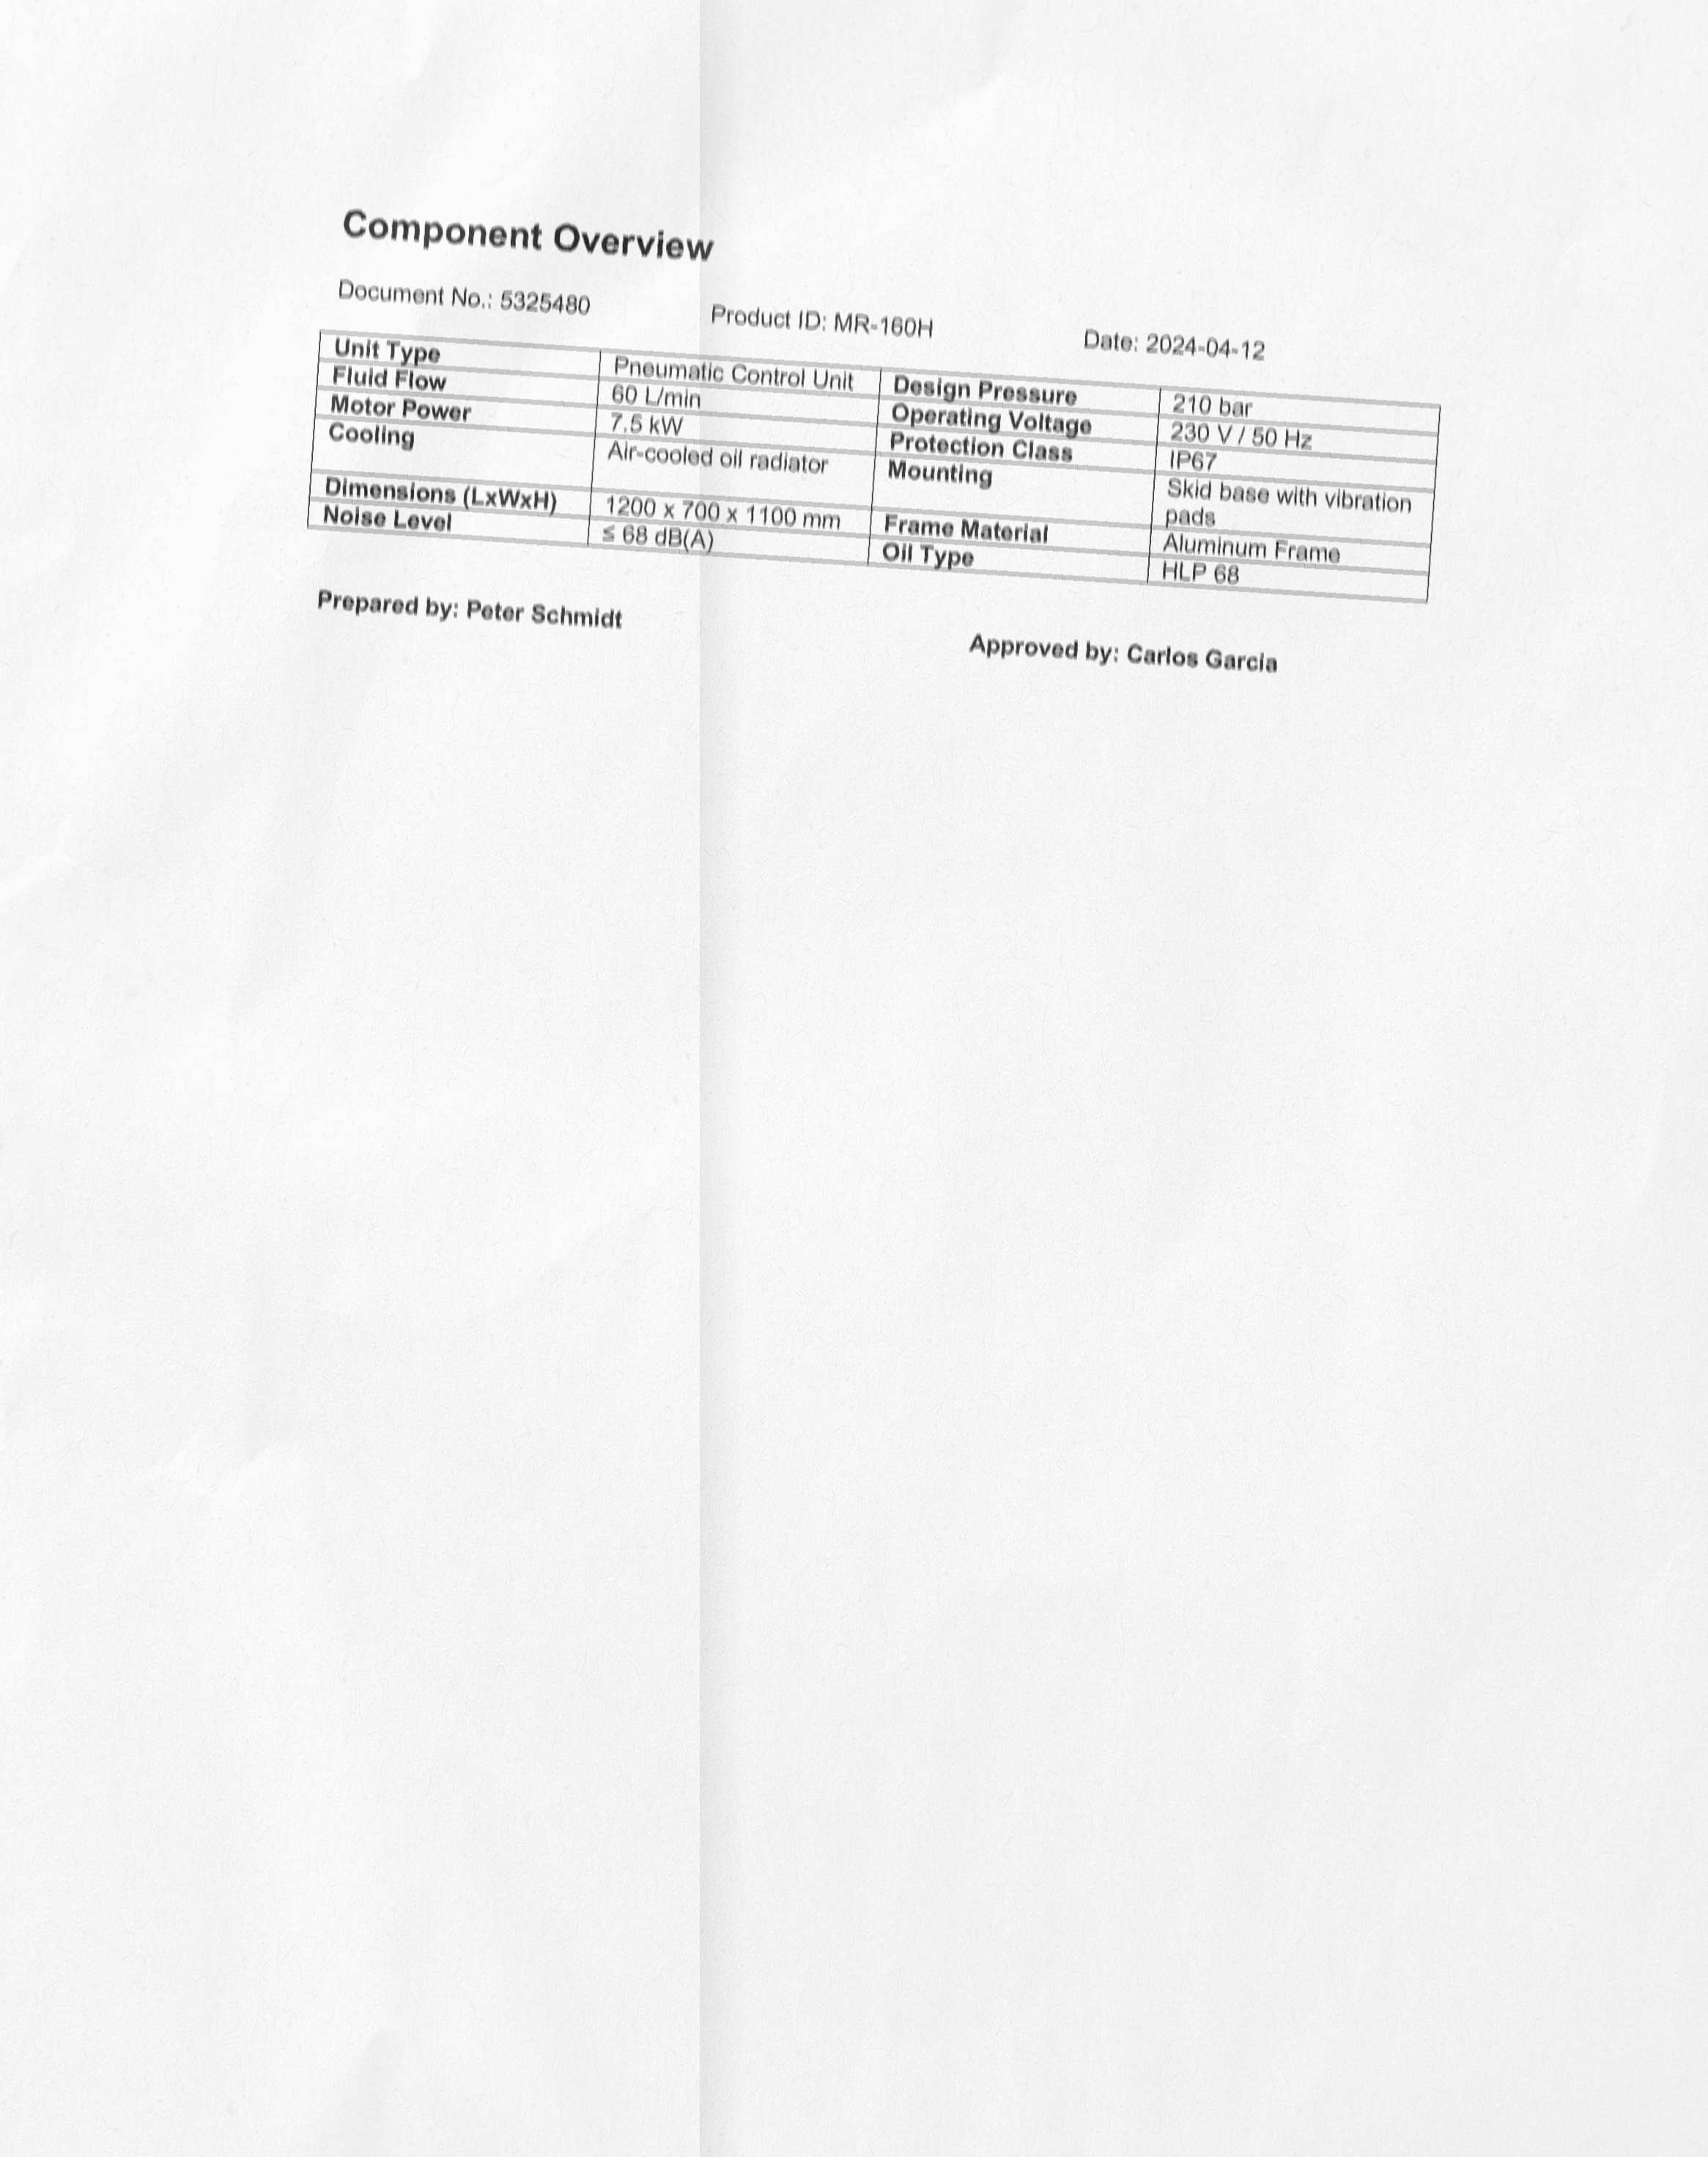 Component Overview
Document No.: 5325480 Product ID: MR-160H Date: 2024-04-12
Unit Type Pneumatic Control Unit Design Pressure 210 bar
Fluid Flow 60 L/min Operating Voltage 230 V / 50 Hz
Motor Power 7.5 kW Protection Class IP67
Cooling Air-cooled oil radiator Mounting Skid base with vibration
pads
Dimensions (LxWxH) 1200 x 700 x 1100 mm Frame Material Aluminum Frame
Noise Level ≤ 68 dB(A) Oil Type HLP 68
Prepared by: Peter Schmidt Approved by: Carlos Garcia